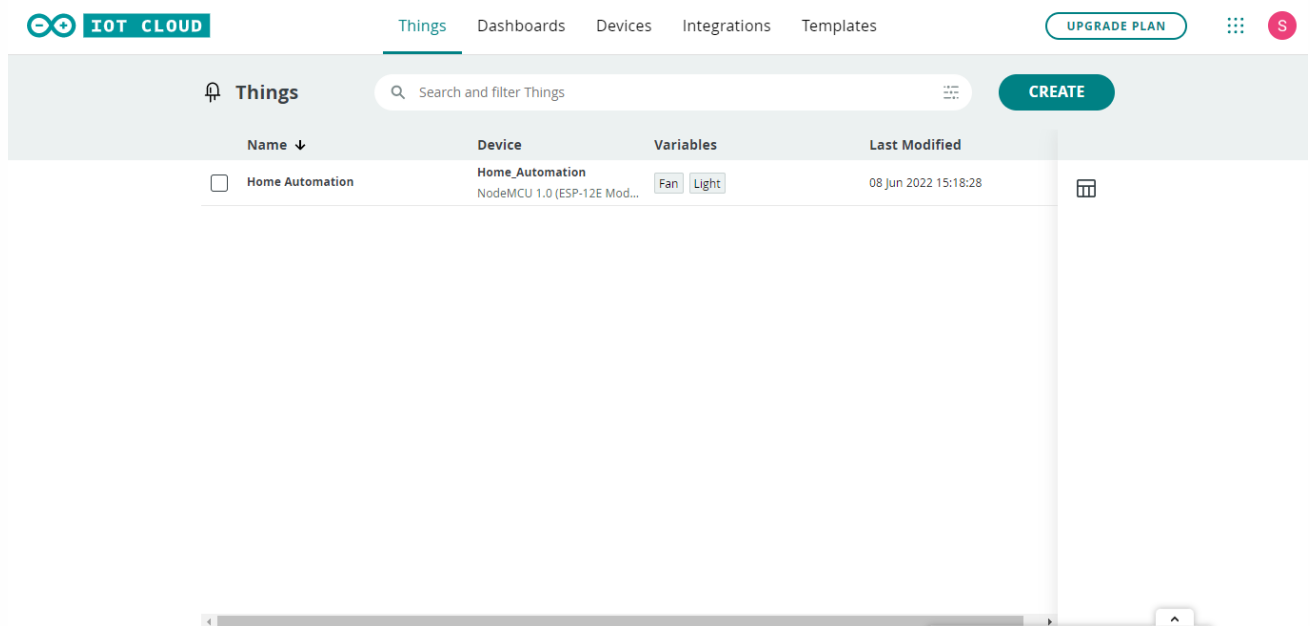 IOT CLOUD Things Dashboards Devices Integrations Templates UPGRADE PLAN S
Things Search and filter Things CREATE
Name Device Variables Last Modified
Home Automation Home_Automation Fan Light 08 Jun 2022 15:18:28
NodeMCU 1.0 (ESP-12E Mod...